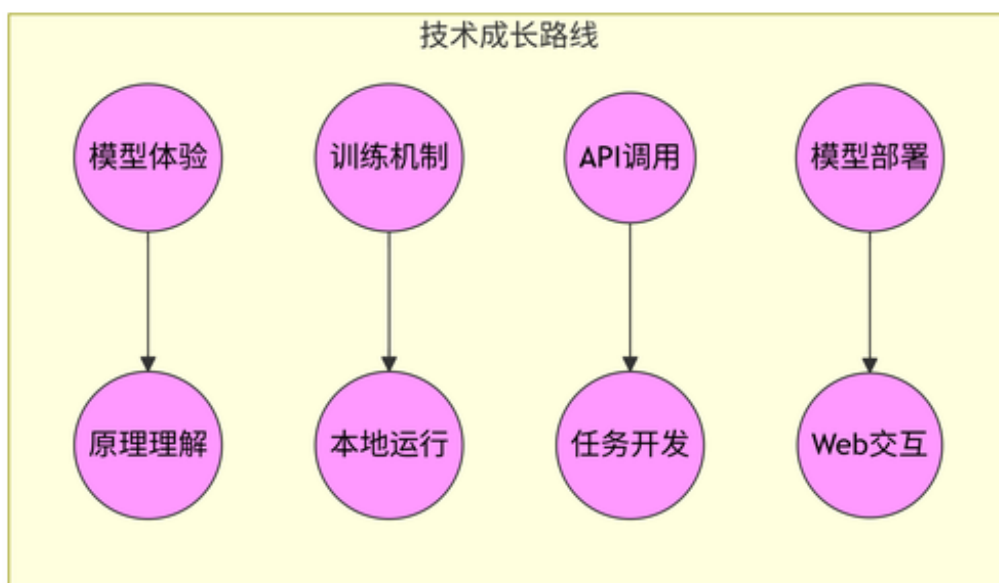 技术成长路线
模型体验
训练机制
API调用
模型部署
原理理解
本地运行
任务开发
Web交互